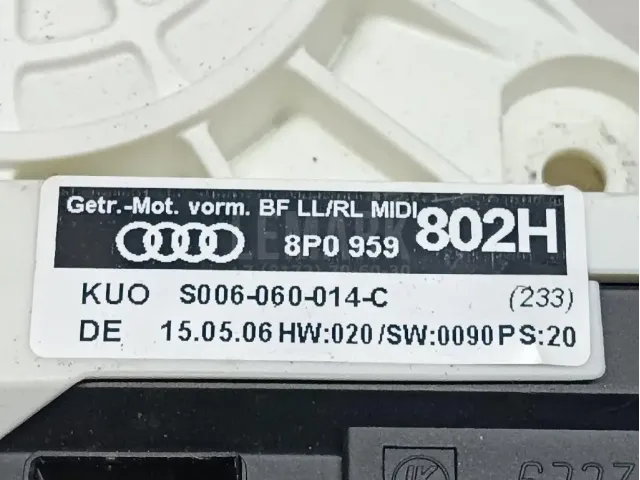 Getr.-Mot. vorm. BF LL/RL MIDI
8P0 959 802H
KUO S006-060-014-C (233)
DE 15.05.06 HW:020/SW:0090 PS:20